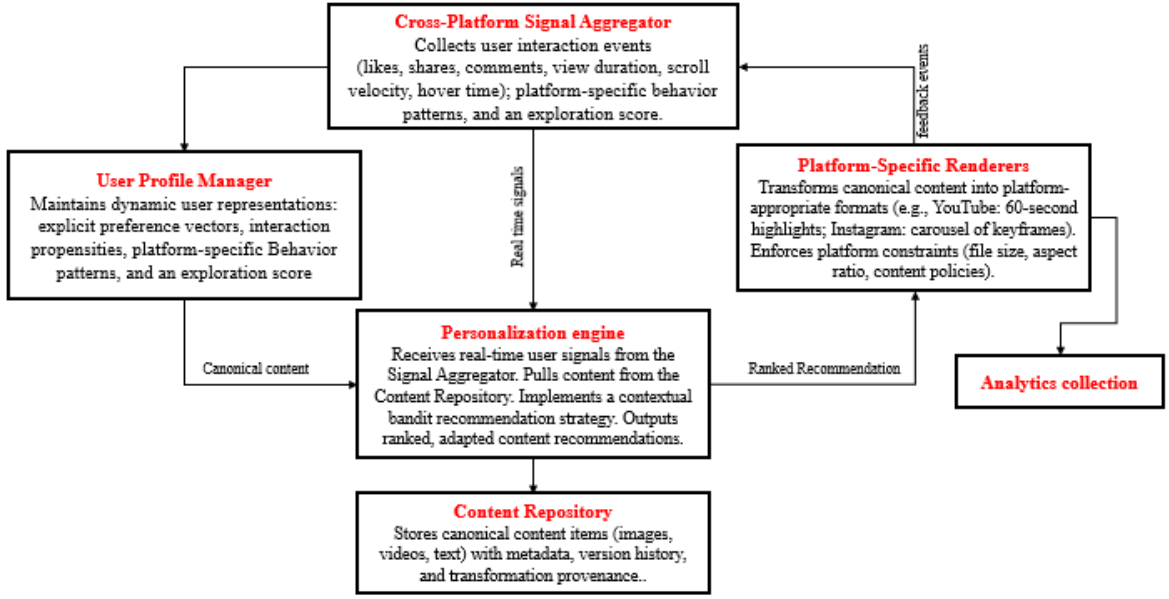 Cross-Platform Signal Aggregator
Collects user interaction events
(likes, shares, comments, view duration, scroll
velocity, hover time); platform-specific behavior
patterns, and an exploration score.
feedback events
User Profile Manager
Maintains dynamic user representations:
explicit preference vectors, interaction
propensities, platform-specific Behavior
patterns, and an exploration score
Real time signals
Platform-Specific Renderers
Transforms canonical content into platform-
appropriate formats (e.g., YouTube: 60-second
highlights; Instagram: carousel of keyframes).
Enforces platform constraints (file size, aspect
ratio, content policies).
Canonical content
Personalization engine
Receives real-time user signals from the
Signal Aggregator. Pulls content from the
Content Repository. Implements a contextual
bandit recommendation strategy. Outputs
ranked, adapted content recommendations.
Ranked Recommendation
Analytics collection
Content Repository
Stores canonical content items (images,
videos, text) with metadata, version history,
and transformation provenance..